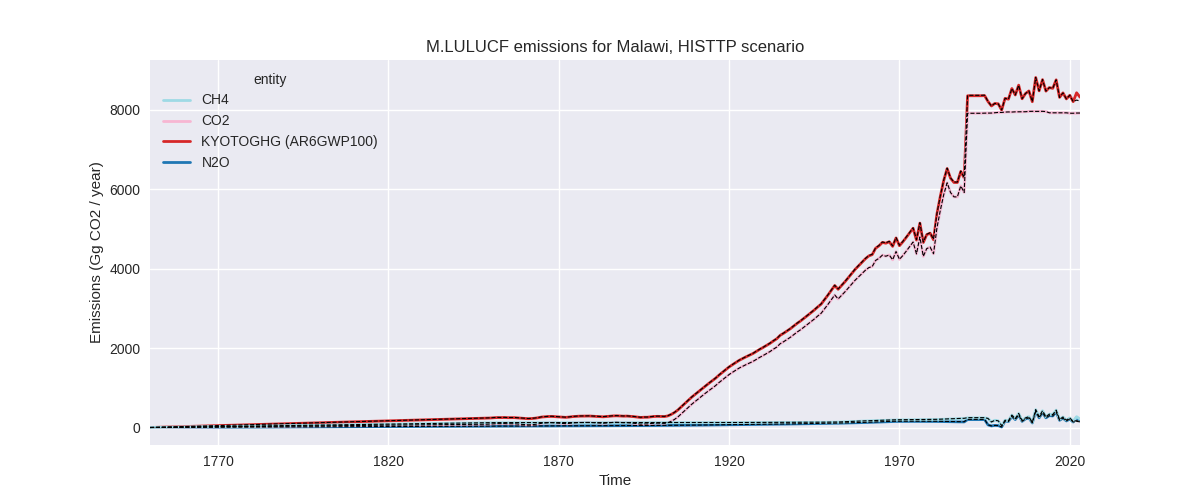 M.LULUCF emissions for Malawi, HISTTP scenario
entity
CH4
CO2
KYOTOGHG (AR6GWP100)
N2O
Emissions (Gg CO2 / year)
8000
6000
4000
2000
0
1770
1820
1870
1920
1970
2020
Time